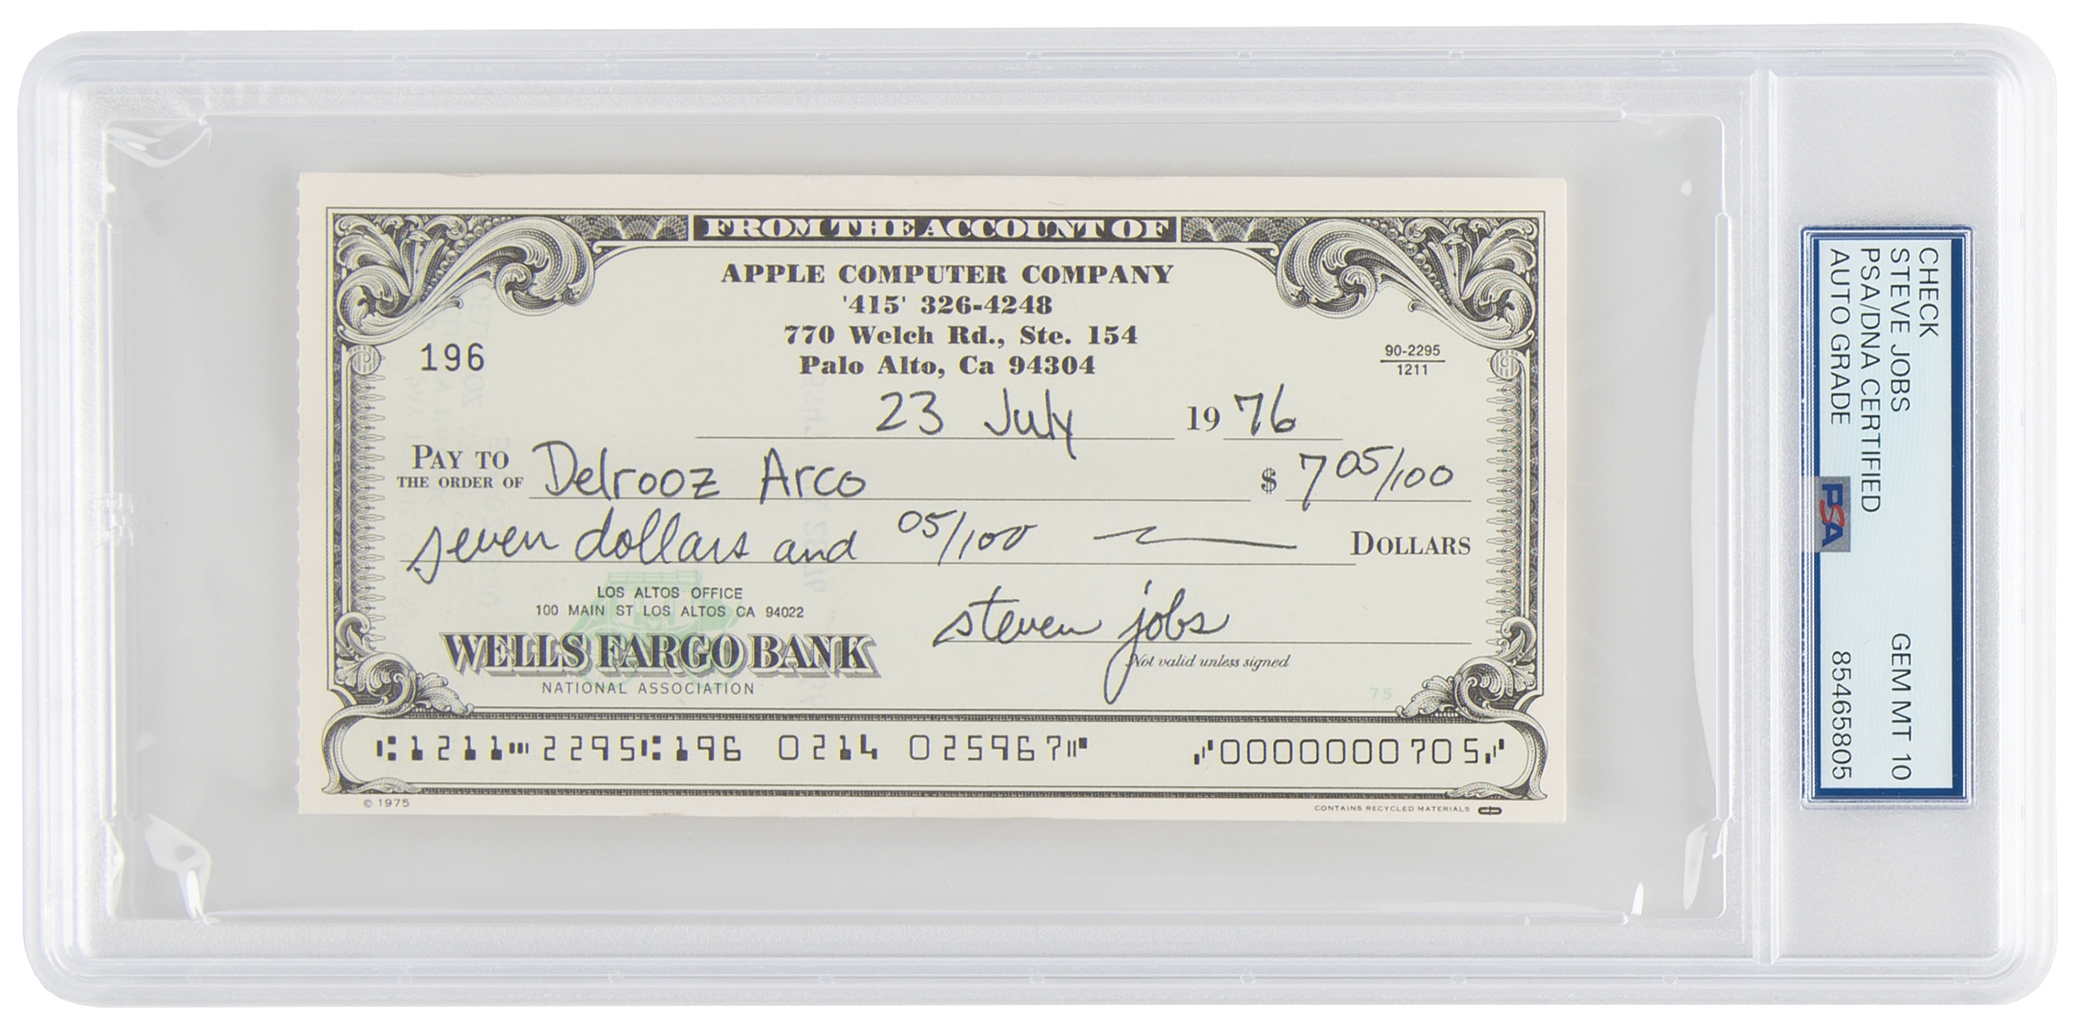 FROM THE ACCOUNT OF
APPLE COMPUTER COMPANY
'415' 326-4248
770 Welch Rd., Ste. 154
Palo Alto, Ca 94304
196
90-2295
1211
23 July 1976
PAY TO
THE ORDER OF Delrooz Arco $ 7 05/100
seven dollars and 05/100 DOLLARS
LOS ALTOS OFFICE
100 MAIN ST LOS ALTOS CA 94022
WELLS FARGO BANK
NATIONAL ASSOCIATION
steven jobs
Not valid unless signed
75
⑆1211⑉2295⑆196 0214 025967⑈ ⑇0000000705⑇
© 1975
CONTAINS RECYCLED MATERIALS
CHECK
STEVE JOBS GEM MT 10
PSA/DNA CERTIFIED
AUTO GRADE 85465805
PSA